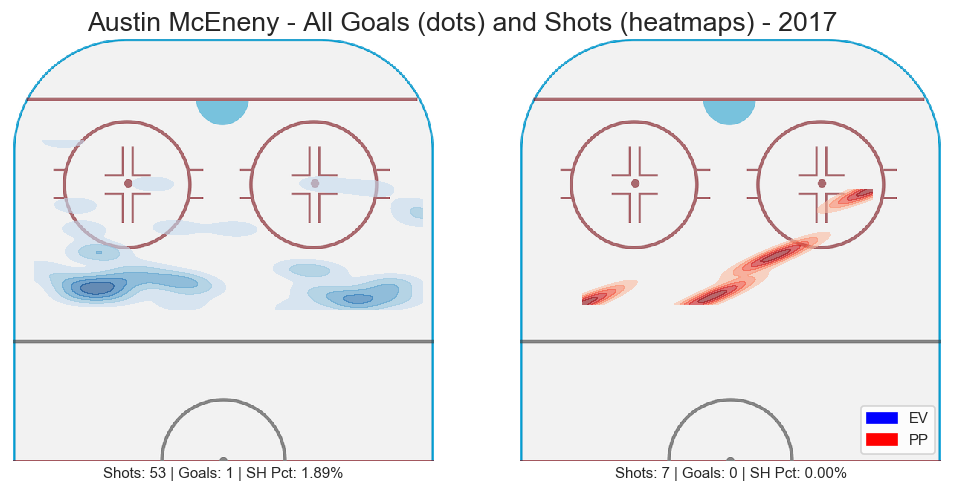 Austin McEneny - All Goals (dots) and Shots (heatmaps) - 2017
EV
PP
Shots: 53 | Goals: 1 | SH Pct: 1.89%
Shots: 7 | Goals: 0 | SH Pct: 0.00%